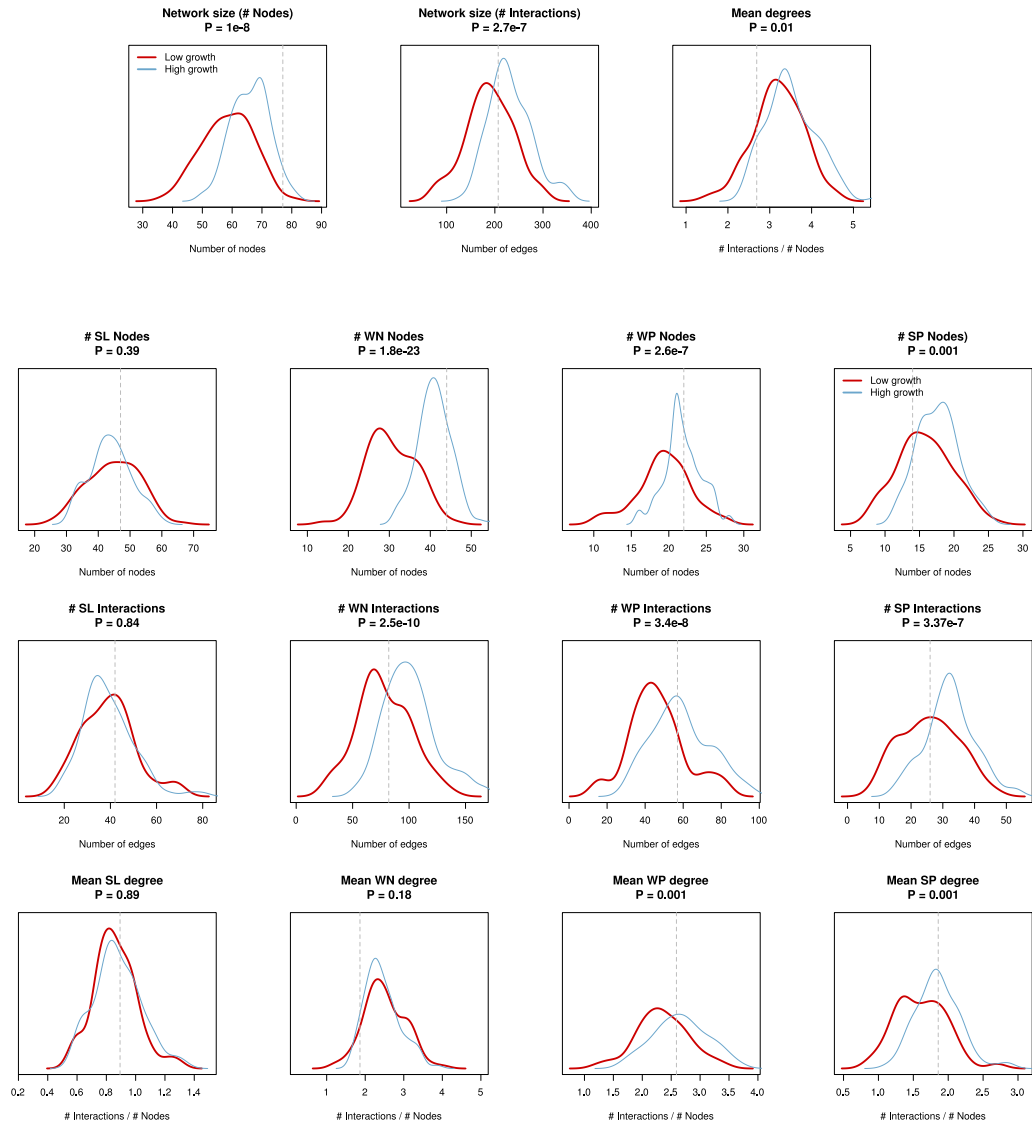 Network size (# Nodes)
P = 1e-8
Low growth
High growth
30 40 50 60 70 80 90
Number of nodes
Network size (# Interactions)
P = 2.7e-7
100 200 300 400
Number of edges
Mean degrees
P = 0.01
1 2 3 4 5
# Interactions / # Nodes
# SL Nodes
P = 0.39
20 30 40 50 60 70
Number of nodes
# WN Nodes
P = 1.8e-23
10 20 30 40 50
Number of nodes
# WP Nodes
P = 2.6e-7
10 15 20 25 30
Number of nodes
# SP Nodes)
P = 0.001
Low growth
High growth
5 10 15 20 25 30
Number of nodes
# SL Interactions
P = 0.84
20 40 60 80
Number of edges
# WN Interactions
P = 2.5e-10
0 50 100 150
Number of edges
# WP Interactions
P = 3.4e-8
0 20 40 60 80 100
Number of edges
# SP Interactions
P = 3.37e-7
0 10 20 30 40 50
Number of edges
Mean SL degree
P = 0.89
0.2 0.4 0.6 0.8 1.0 1.2 1.4
# Interactions / # Nodes
Mean WN degree
P = 0.18
1 2 3 4 5
# Interactions / # Nodes
Mean WP degree
P = 0.001
1.0 1.5 2.0 2.5 3.0 3.5 4.0
# Interactions / # Nodes
Mean SP degree
P = 0.001
0.5 1.0 1.5 2.0 2.5 3.0
# Interactions / # Nodes